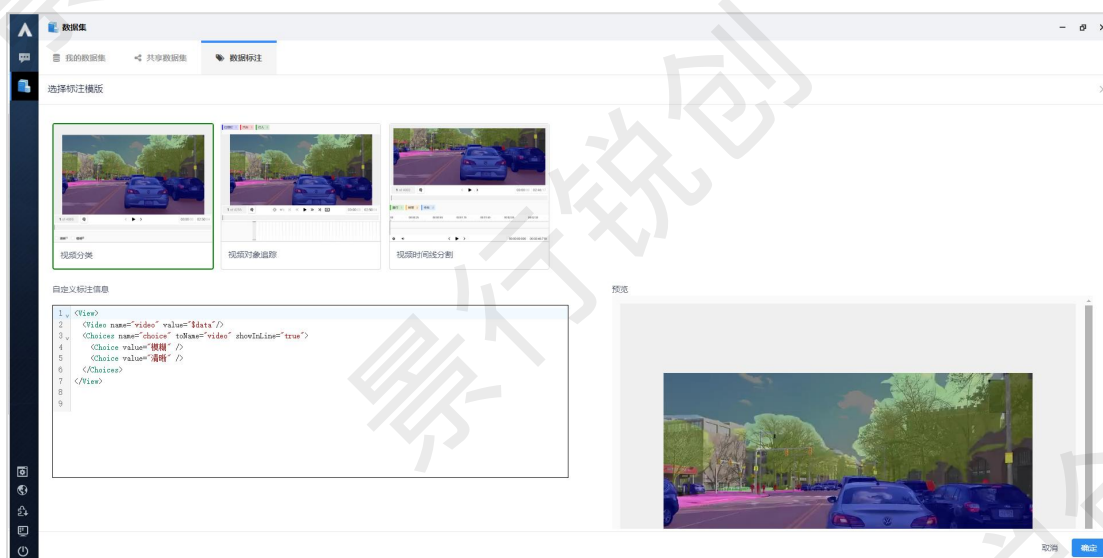 数据集
我的数据集 共享数据集 数据标注
选择标注模版
视频分类 视频对象追踪 视频时间线分割
自定义标注信息 预览
1 <View>
2 <Video name="video" value="$data"/>
3 <Choices name="choice" toName="video" showInLine="true">
4 <Choice value="模糊" />
5 <Choice value="清晰" />
6 </Choices>
7 </View>
8
9
取消 确定
景行锐创